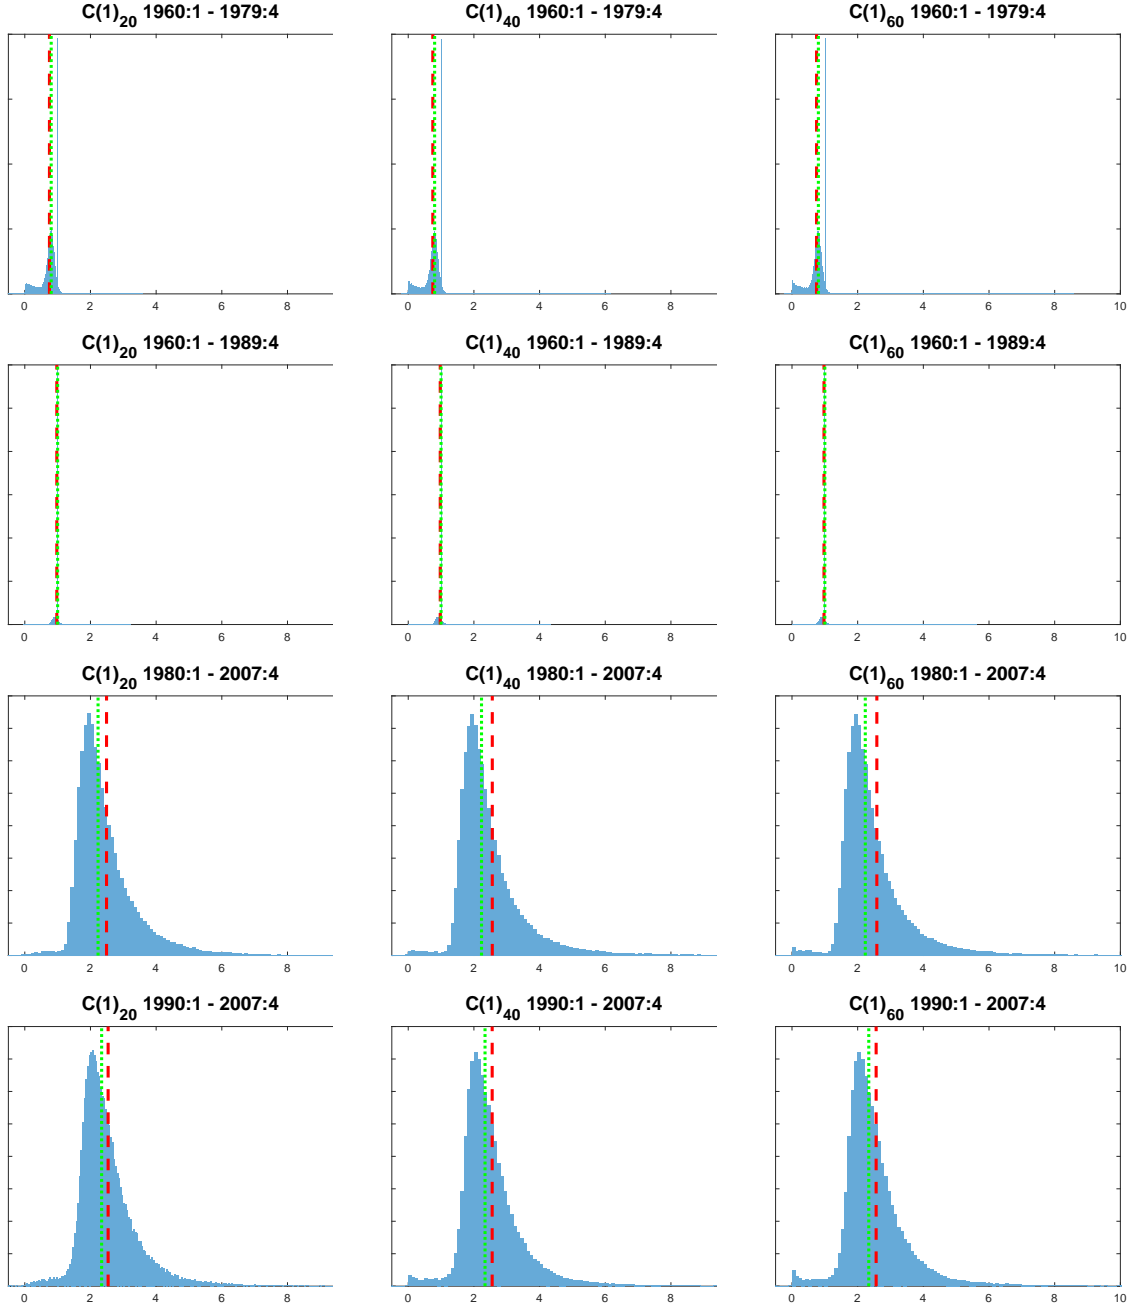 C(1)20 1960:1 - 1979:4 C(1)40 1960:1 - 1979:4 C(1)60 1960:1 - 1979:4
0 2 4 6 8 0 2 4 6 8 0 2 4 6 8 10
C(1)20 1960:1 - 1989:4 C(1)40 1960:1 - 1989:4 C(1)60 1960:1 - 1989:4
0 2 4 6 8 0 2 4 6 8 0 2 4 6 8 10
C(1)20 1980:1 - 2007:4 C(1)40 1980:1 - 2007:4 C(1)60 1980:1 - 2007:4
0 2 4 6 8 0 2 4 6 8 0 2 4 6 8 10
C(1)20 1990:1 - 2007:4 C(1)40 1990:1 - 2007:4 C(1)60 1990:1 - 2007:4
0 2 4 6 8 0 2 4 6 8 0 2 4 6 8 10